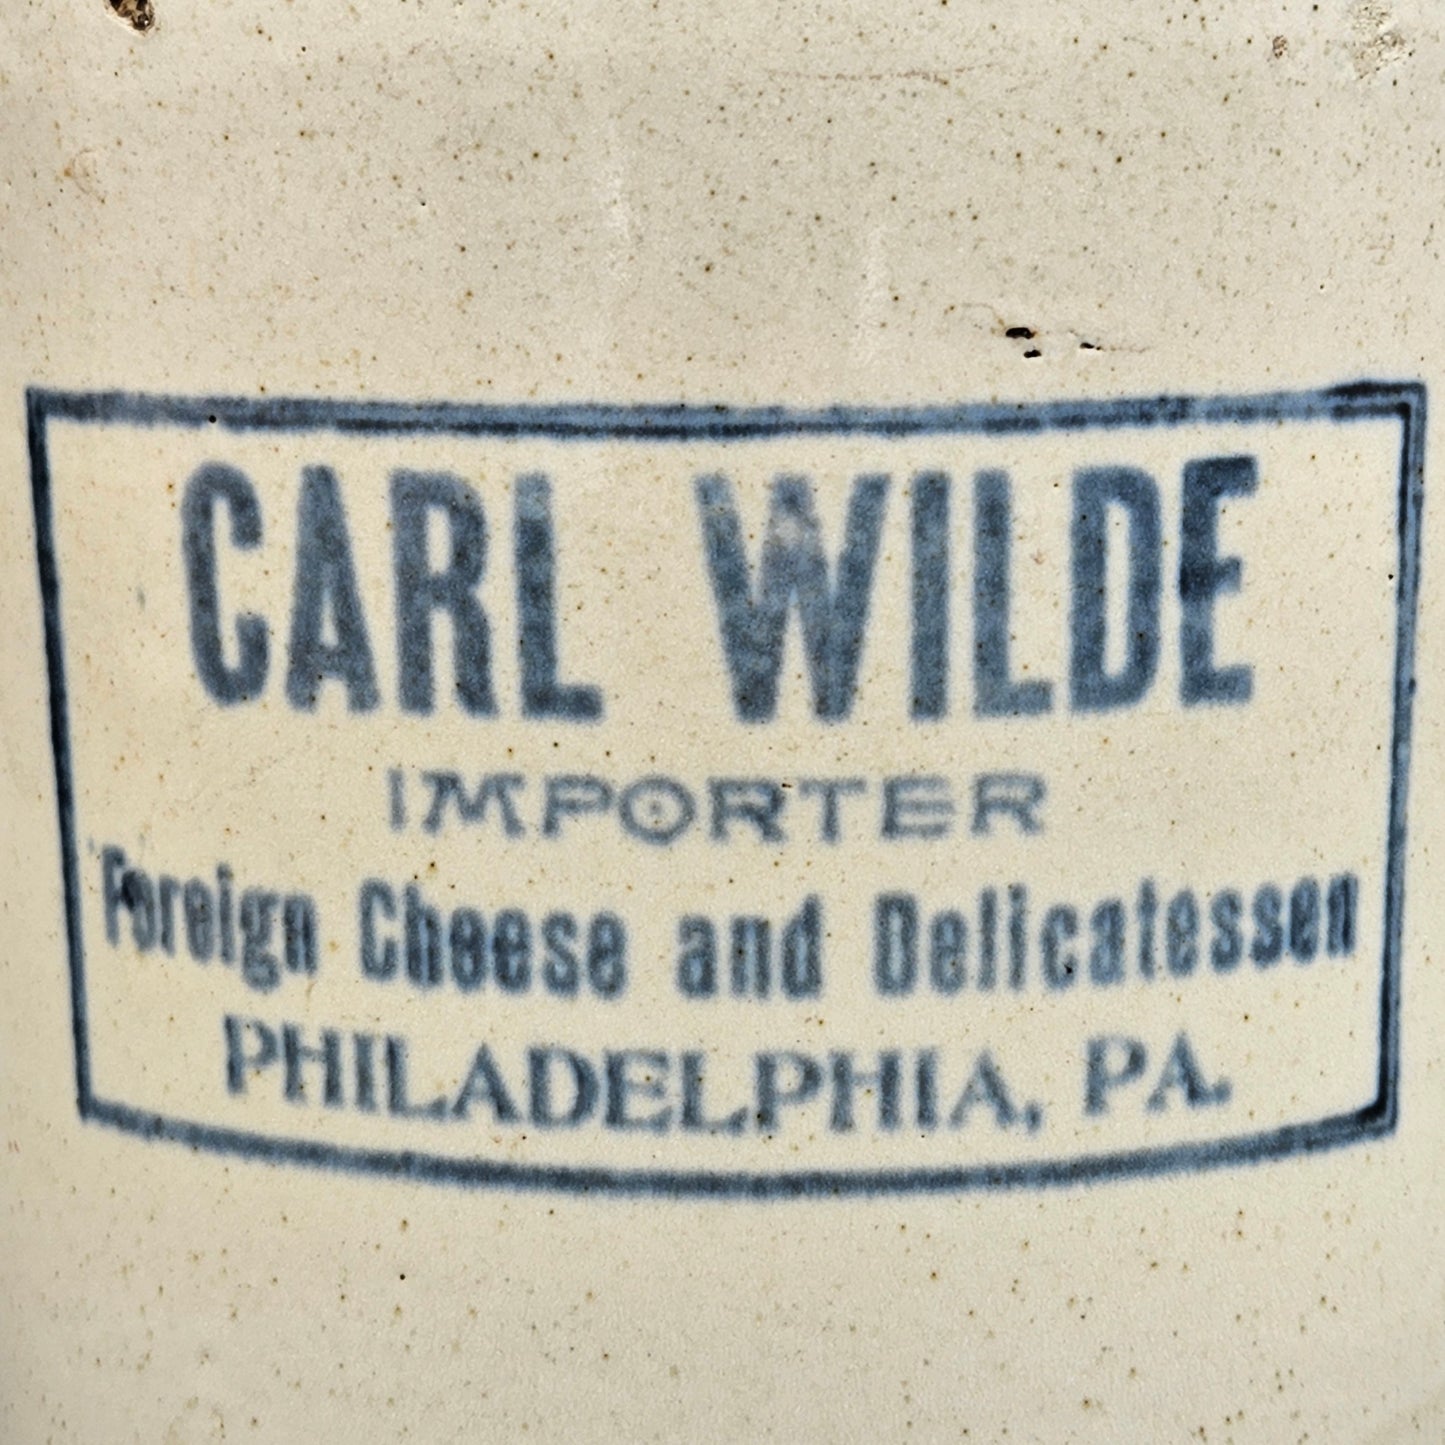 CARL WILDE
IMPORTER
Foreign Cheese and Delicatessen
PHILADELPHIA, PA.